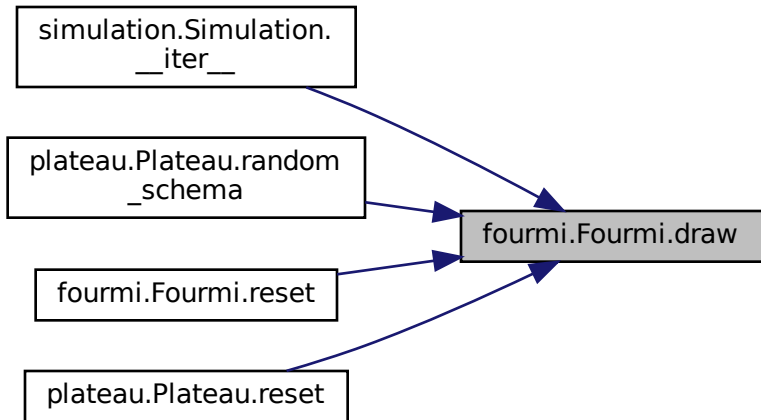 simulation.Simulation.
__iter__
plateau.Plateau.random
_schema
fourmi.Fourmi.draw
fourmi.Fourmi.reset
plateau.Plateau.reset